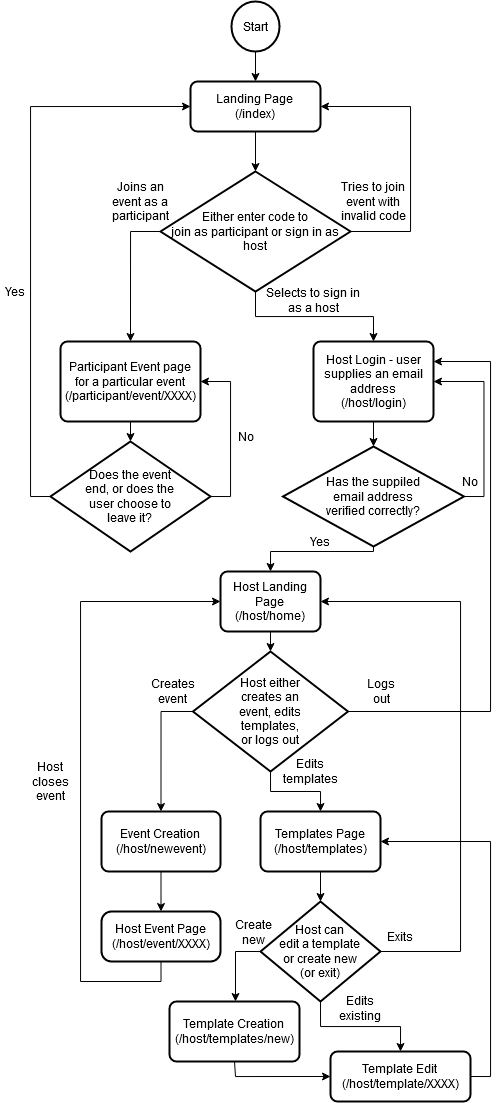 Start
Landing Page
(/index)
Joins an
event as a
participant
Tries to join
event with
invalid code
Either enter code to
join as participant or sign in as
host
Selects to sign in
as a host
Yes
Participant Event page
for a particular event
(/participant/event/XXXX)
Host Login - user
supplies an email
address
(/host/login)
No
Does the event
end, or does the
user choose to
leave it?
Has the suppiled
email address
verified correctly?
No
Yes
Host Landing
Page
(/host/home)
Creates
event
Host either
creates an
event, edits
templates,
or logs out
Logs
out
Host
closes
event
Edits
templates
Event Creation
(/host/newevent)
Templates Page
(/host/templates)
Host Event Page
(/host/event/XXXX)
Create
new
Host can
edit a template
or create new
(or exit)
Exits
Edits
existing
Template Creation
(/host/templates/new)
Template Edit
(/host/template/XXXX)